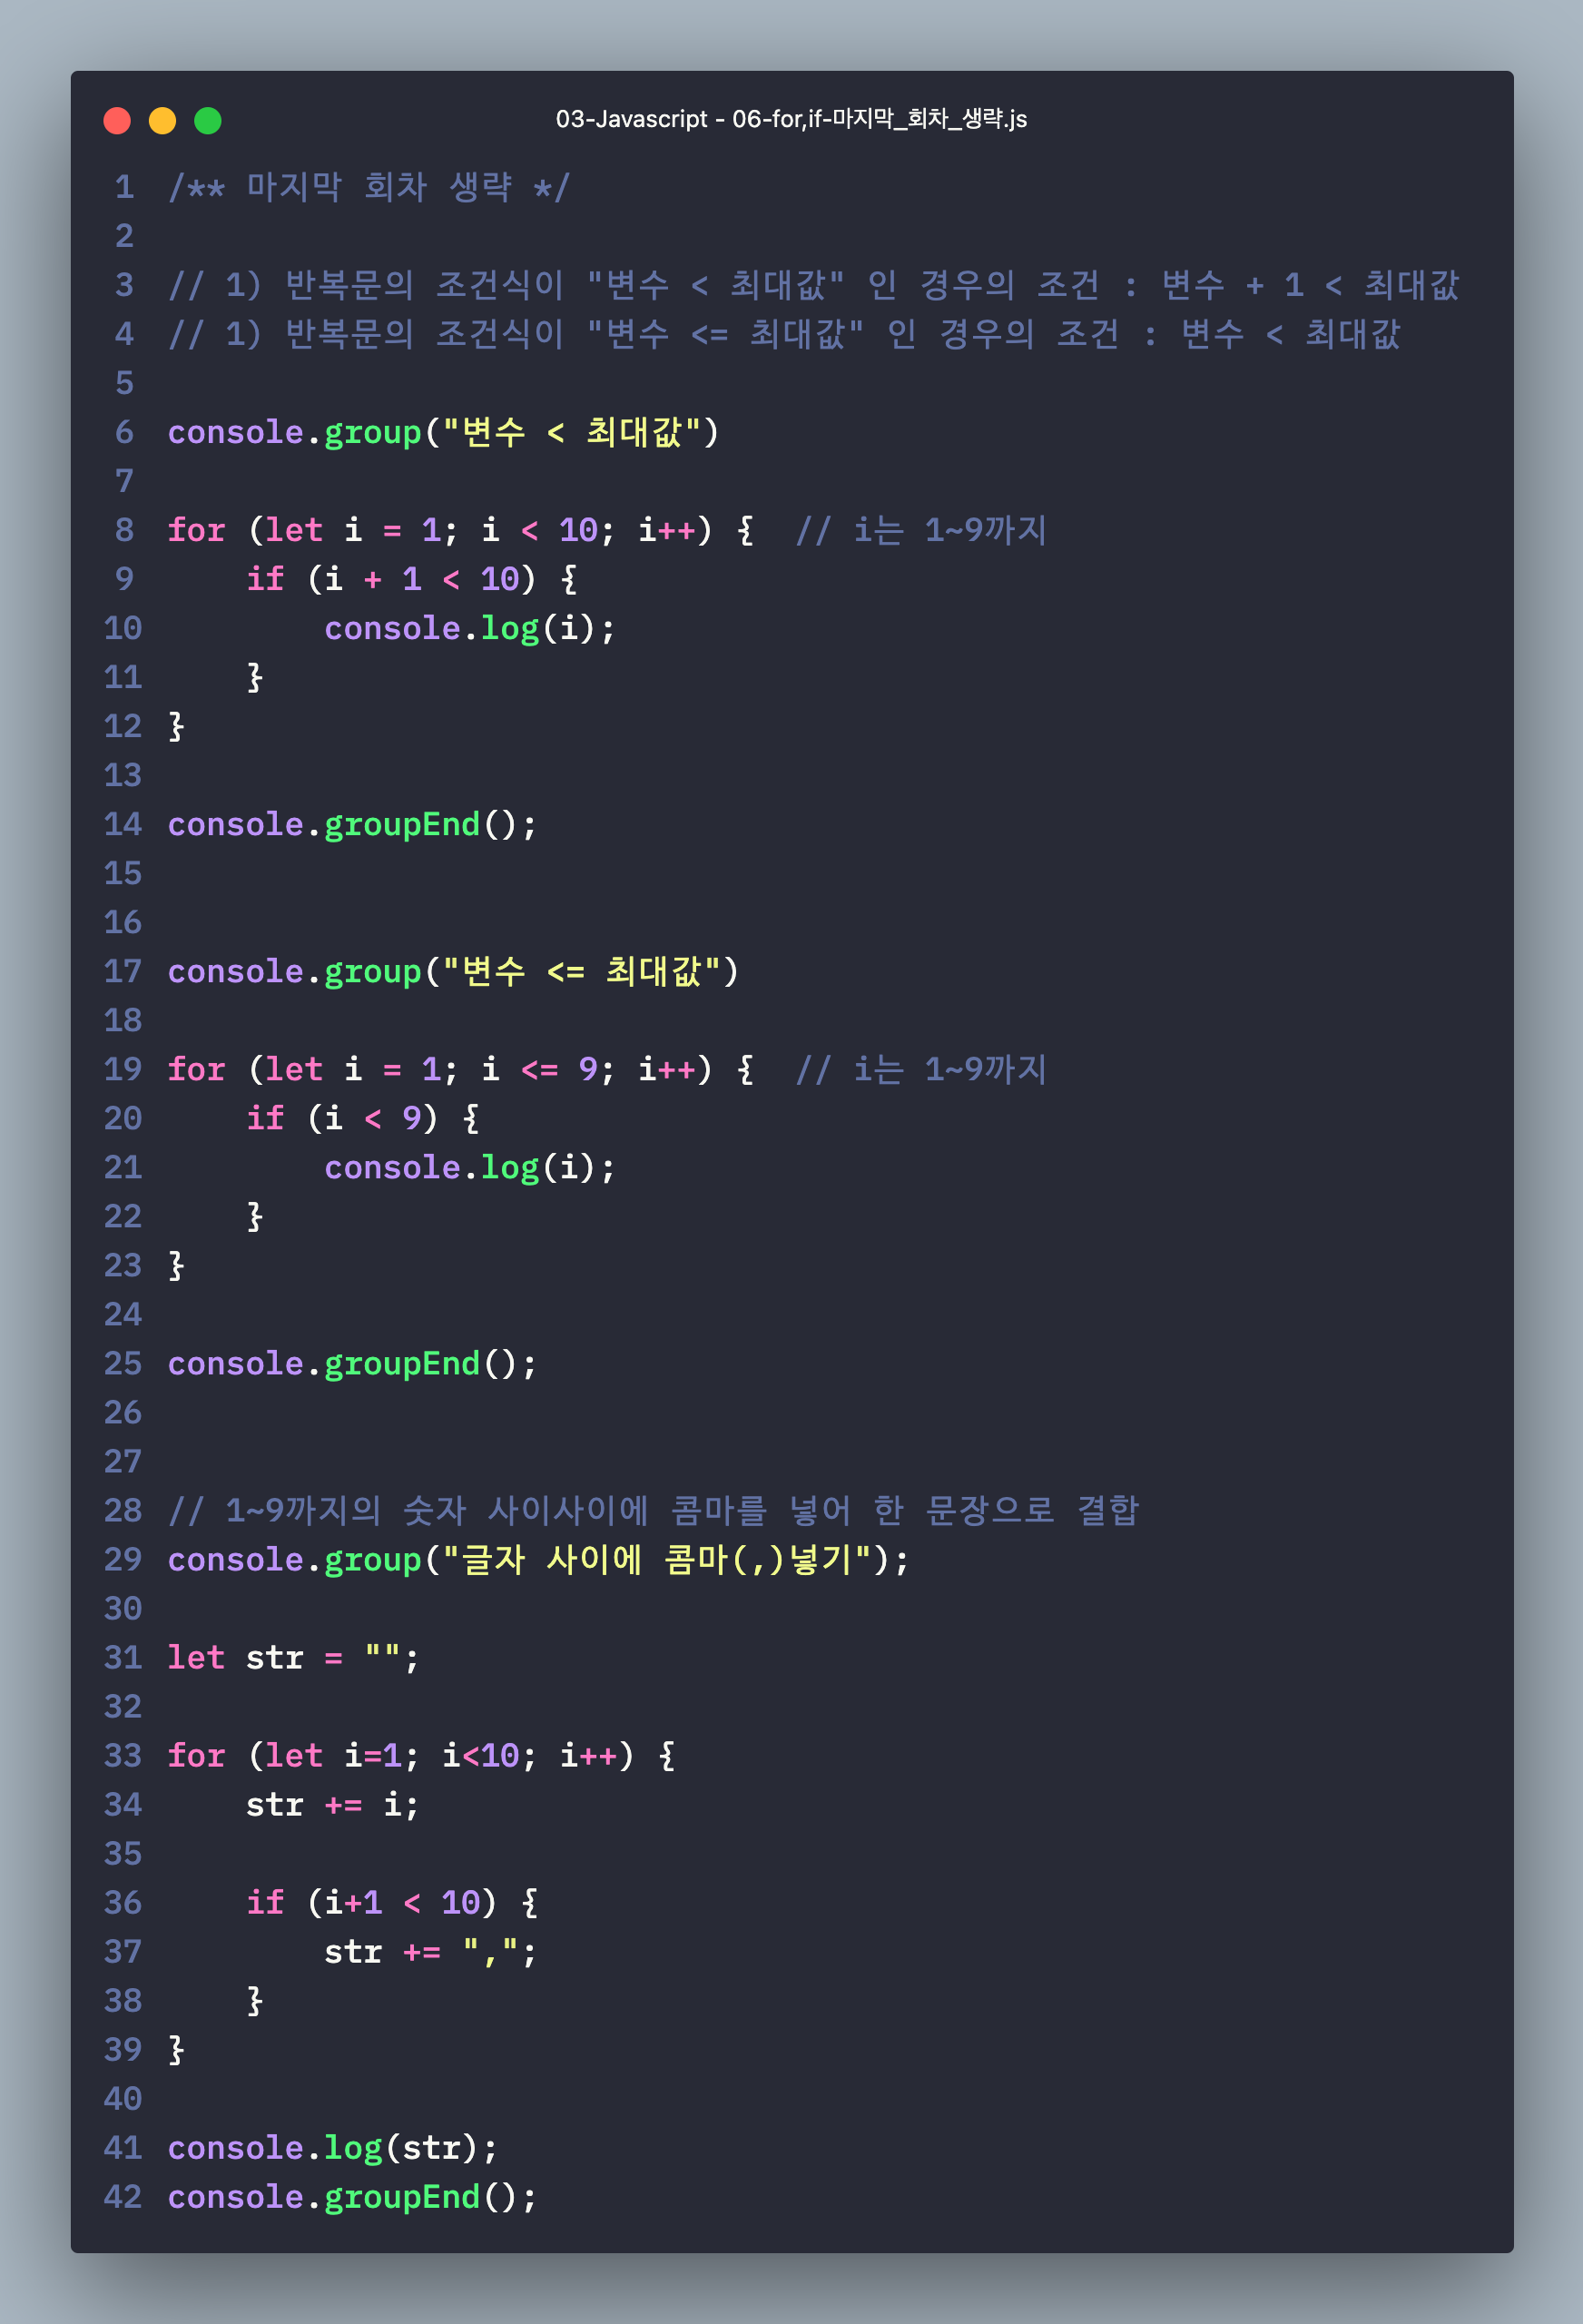 03-Javascript - 06-for,if-마지막_회차_생략.js
1 /** 마지막 회차 생략 */
2
3 // 1) 반복문의 조건식이 "변수 < 최대값" 인 경우의 조건 : 변수 + 1 < 최대값
4 // 1) 반복문의 조건식이 "변수 <= 최대값" 인 경우의 조건 : 변수 < 최대값
5
6 console.group("변수 < 최대값")
7
8 for (let i = 1; i < 10; i++) {  // i는 1~9까지
9     if (i + 1 < 10) {
10         console.log(i);
11     }
12 }
13
14 console.groupEnd();
15
16
17 console.group("변수 <= 최대값")
18
19 for (let i = 1; i <= 9; i++) {  // i는 1~9까지
20     if (i < 9) {
21         console.log(i);
22     }
23 }
24
25 console.groupEnd();
26
27
28 // 1~9까지의 숫자 사이사이에 콤마를 넣어 한 문장으로 결합
29 console.group("글자 사이에 콤마(,)넣기");
30
31 let str = "";
32
33 for (let i=1; i<10; i++) {
34     str += i;
35
36     if (i+1 < 10) {
37         str += ",";
38     }
39 }
40
41 console.log(str);
42 console.groupEnd();